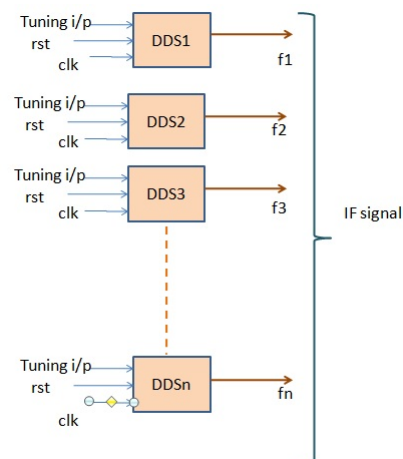 Tuning i/p
rst
clk
DDS1
f1
Tuning i/p
rst
clk
DDS2
f2
Tuning i/p
rst
clk
DDS3
f3
IF signal
Tuning i/p
rst
clk
DDSn
fn